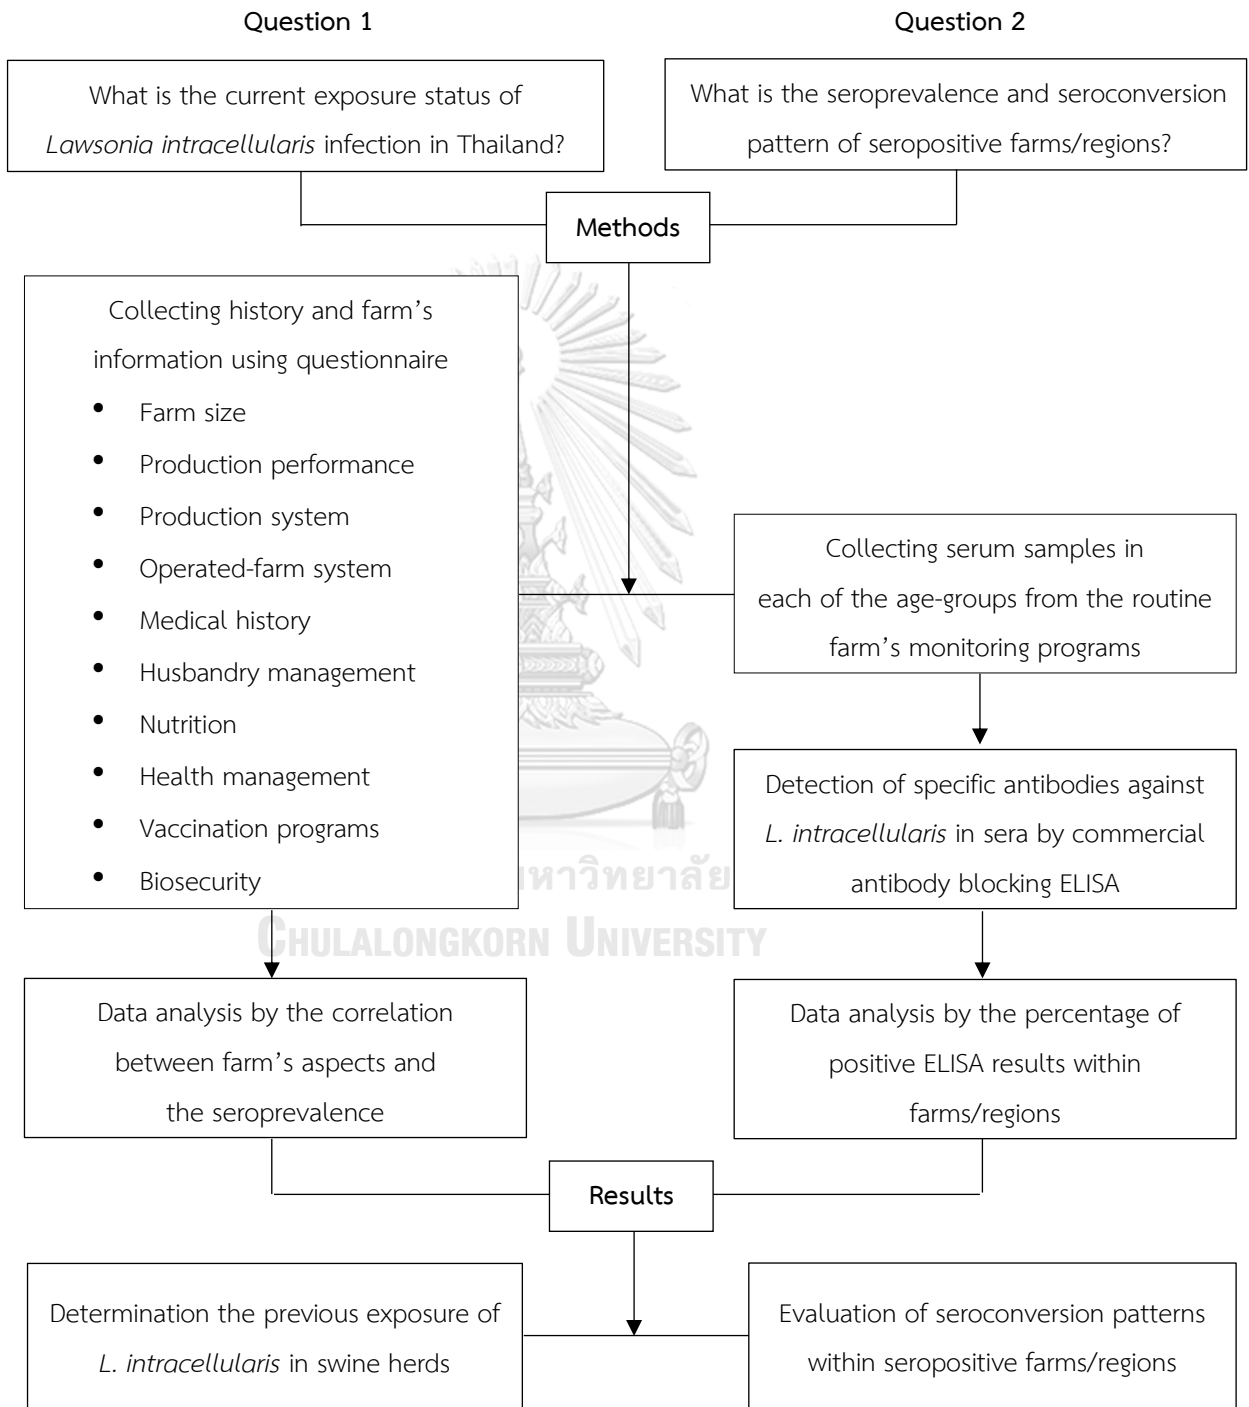 Question 1
Question 2
What is the current exposure status of
Lawsonia intracellularis infection in Thailand?
What is the seroprevalence and seroconversion
pattern of seropositive farms/regions?
Methods
Collecting history and farm’s
information using questionnaire
• Farm size
• Production performance
• Production system
• Operated-farm system
• Medical history
• Husbandry management
• Nutrition
• Health management
• Vaccination programs
• Biosecurity
Collecting serum samples in
each of the age-groups from the routine
farm’s monitoring programs
Detection of specific antibodies against
L. intracellularis in sera by commercial
antibody blocking ELISA
หาวิทยาลัย
CHULALONGKORN UNIVERSITY
Data analysis by the correlation
between farm’s aspects and
the seroprevalence
Data analysis by the percentage of
positive ELISA results within
farms/regions
Results
Determination the previous exposure of
L. intracellularis in swine herds
Evaluation of seroconversion patterns
within seropositive farms/regions